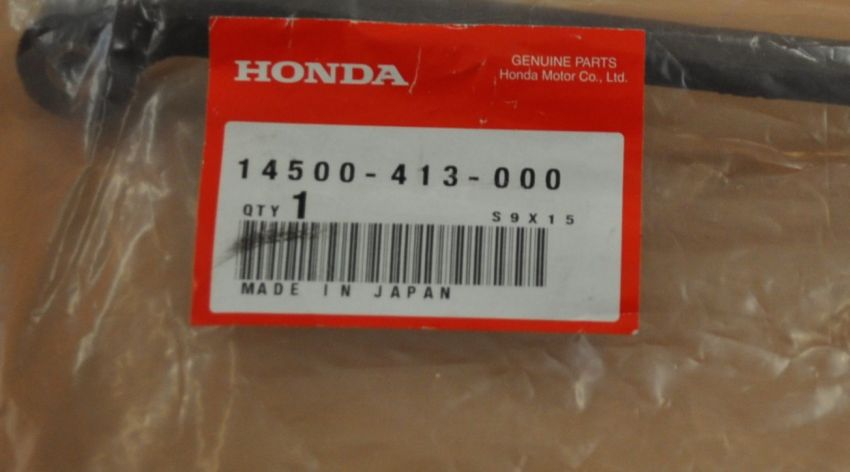 HONDA
GENUINE PARTS
Honda Motor Co., Ltd.
14500-413-000
QTY 1
S9X15
MADE IN JAPAN